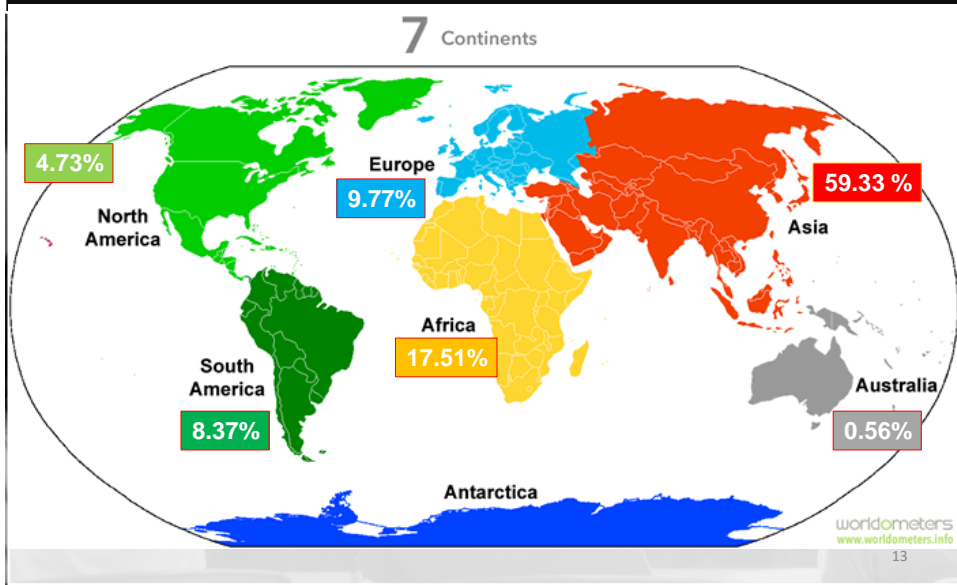 7 Continents
4.73%
North
America
Europe
9.77%
59.33 %
Asia
Africa
17.51%
South
America
8.37%
Australia
0.56%
Antarctica
worldometers
www.worldometers.info
13